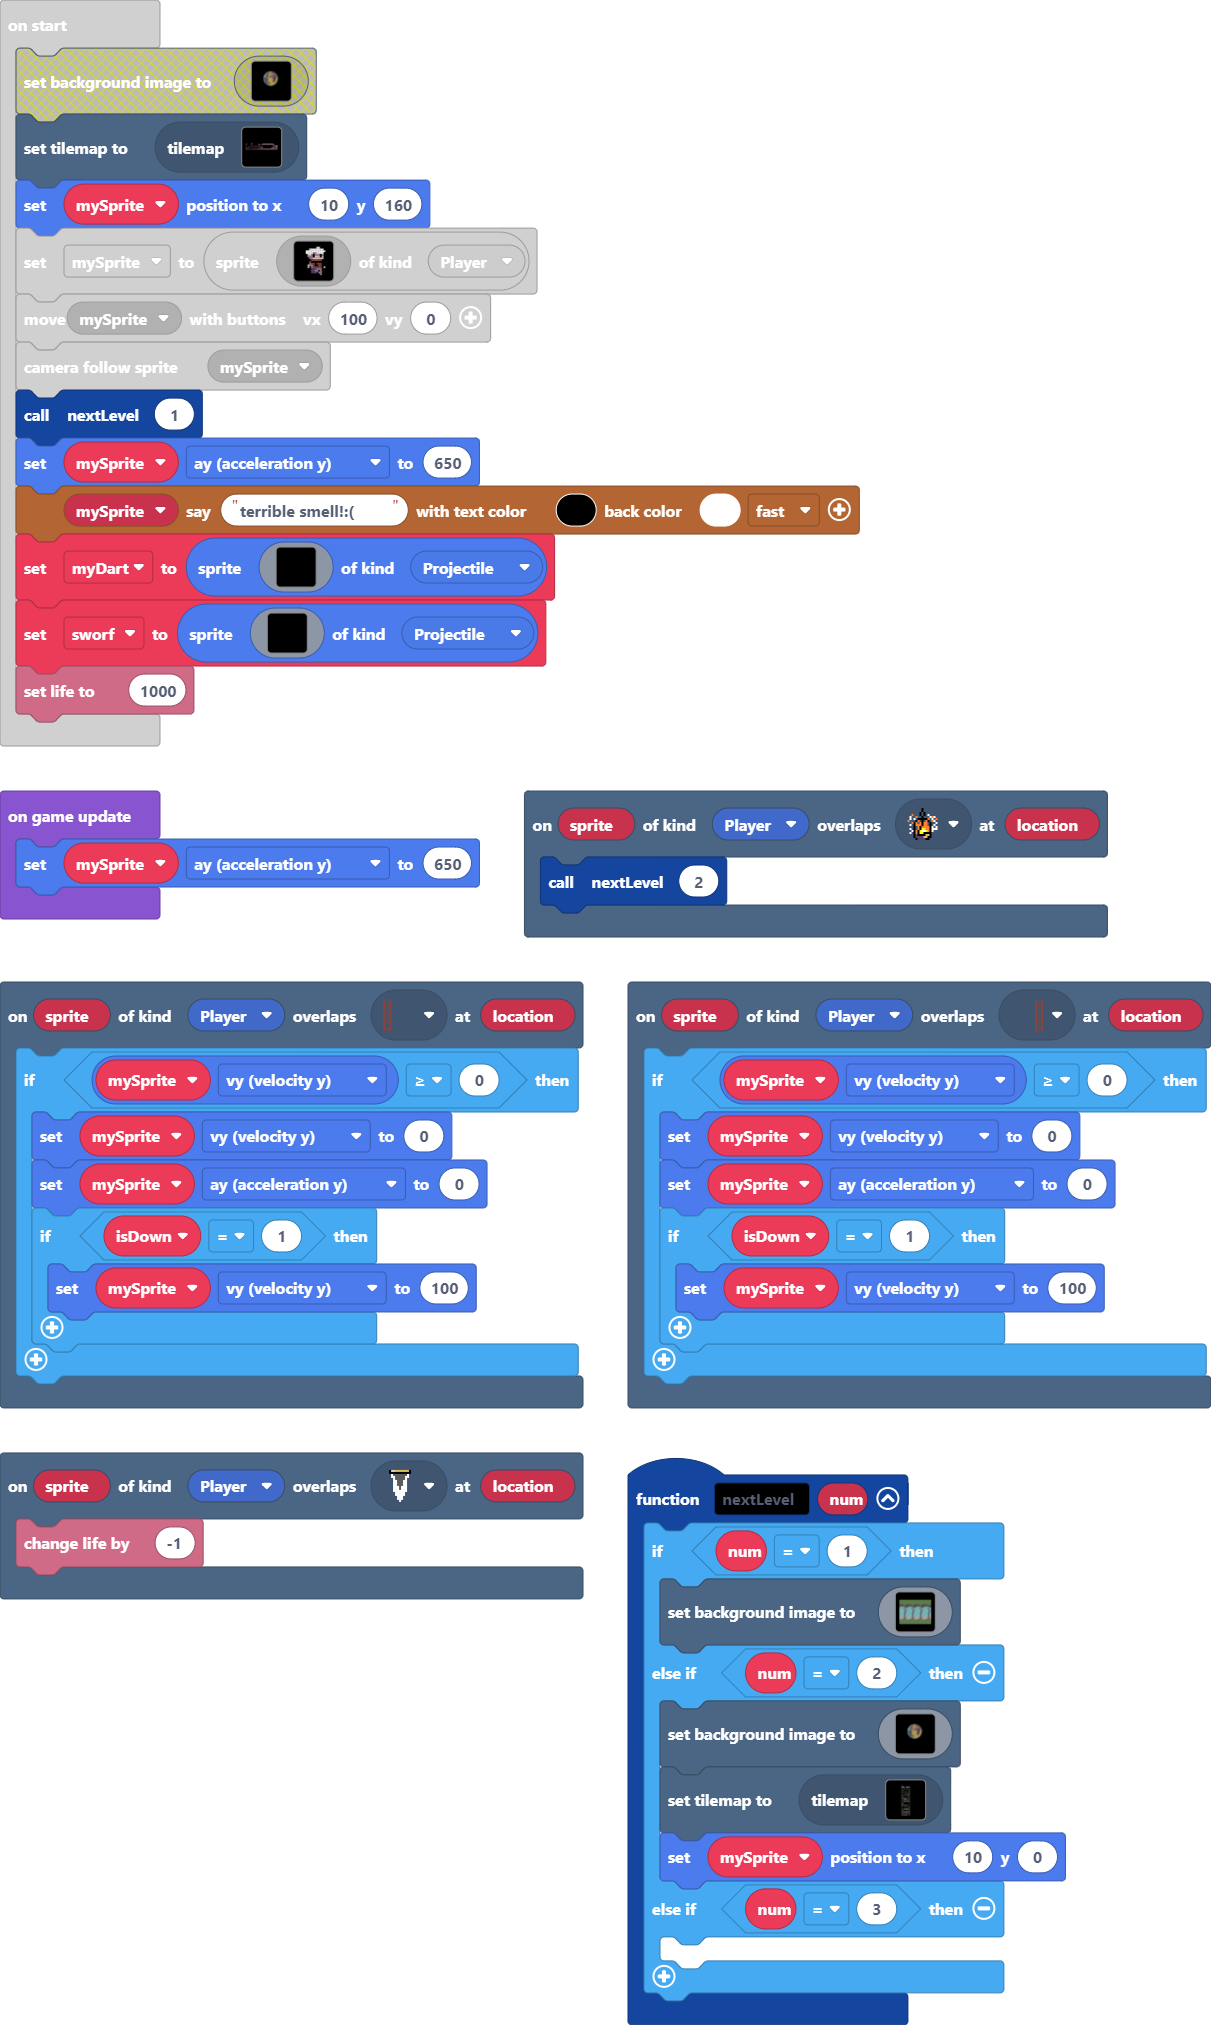 on start
set background image to
set tilemap to tilemap
set mySprite position to x 10 y 160
set mySprite to sprite of kind Player
move mySprite with buttons vx 100 vy 0
camera follow sprite mySprite
call nextLevel 1
set mySprite ay (acceleration y) to 650
mySprite say "terrible smell!:( " with text color back color fast
set myDart to sprite of kind Projectile
set sworf to sprite of kind Projectile
set life to 1000
on game update
set mySprite ay (acceleration y) to 650
on sprite of kind Player overlaps at location
call nextLevel 2
on sprite of kind Player overlaps at location
if mySprite vy (velocity y) ≥ 0 then
set mySprite vy (velocity y) to 0
set mySprite ay (acceleration y) to 0
if isDown = 1 then
set mySprite vy (velocity y) to 100
on sprite of kind Player overlaps at location
if mySprite vy (velocity y) ≥ 0 then
set mySprite vy (velocity y) to 0
set mySprite ay (acceleration y) to 0
if isDown = 1 then
set mySprite vy (velocity y) to 100
on sprite of kind Player overlaps at location
change life by -1
function nextLevel num
if num = 1 then
set background image to
else if num = 2 then
set background image to
set tilemap to tilemap
set mySprite position to x 10 y 0
else if num = 3 then